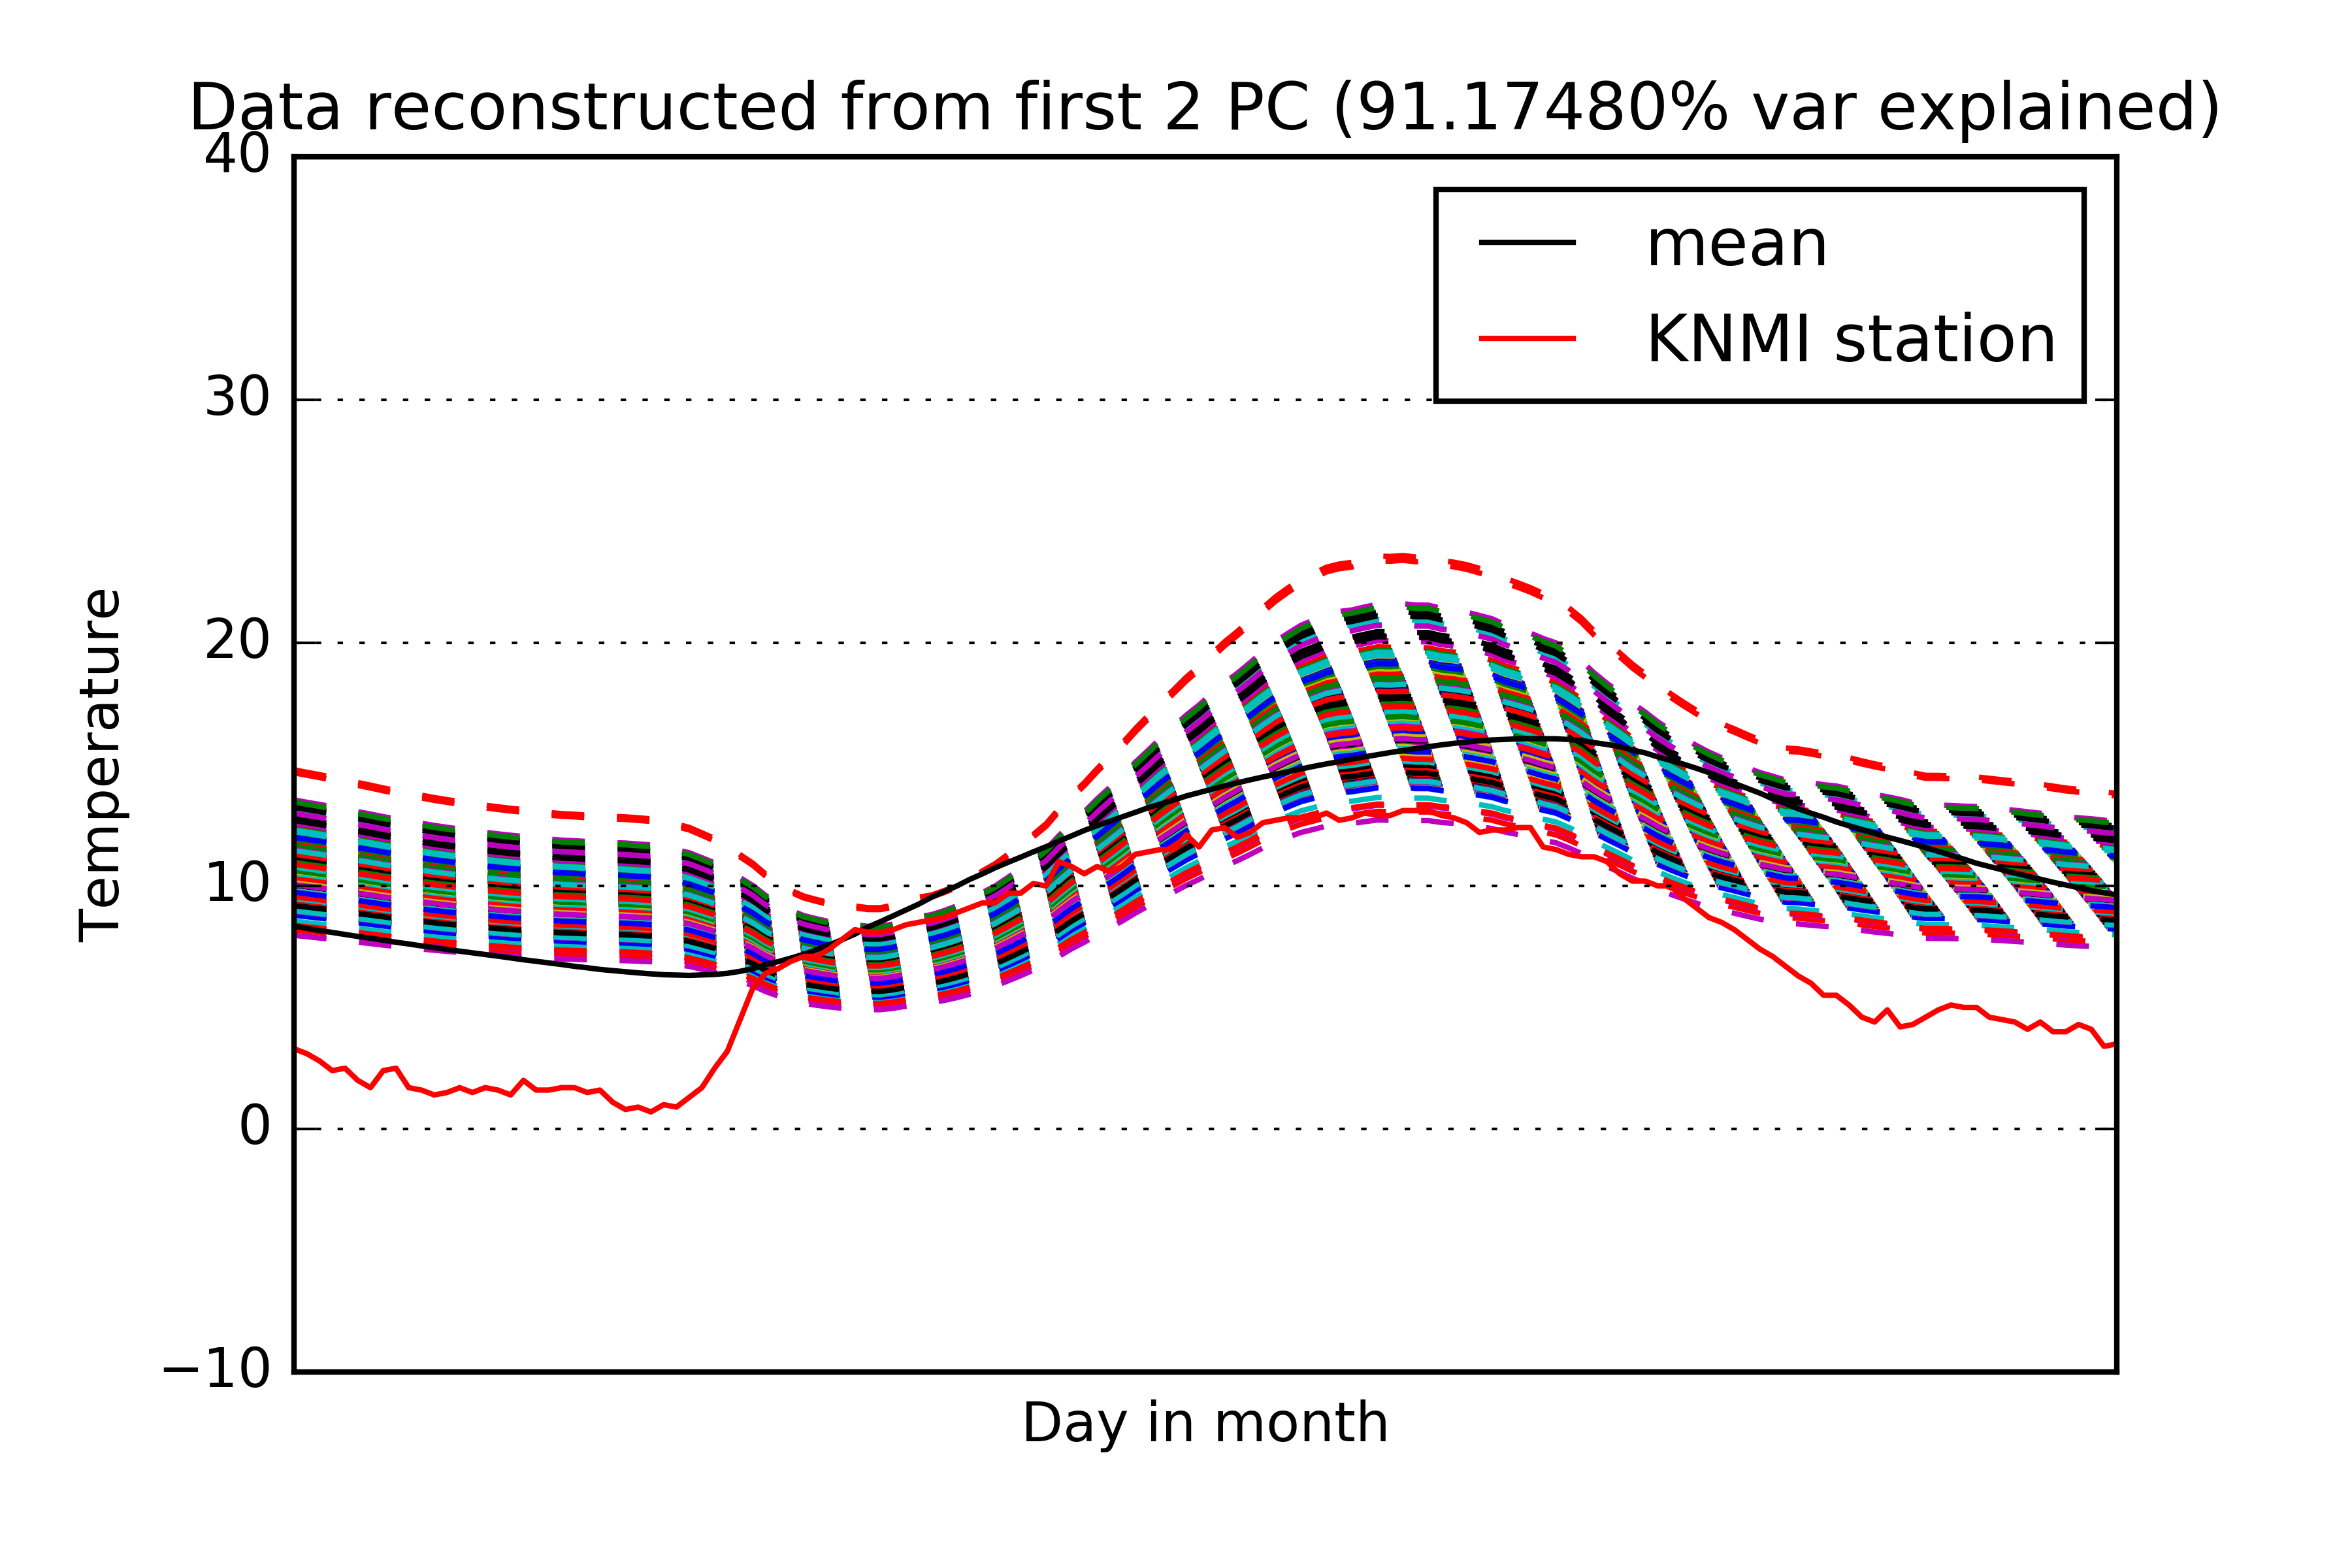 Data reconstructed from first 2 PC (91.17480% var explained)
40
mean
KNMI station
30
20
10
0
−10
Temperature
Day in month